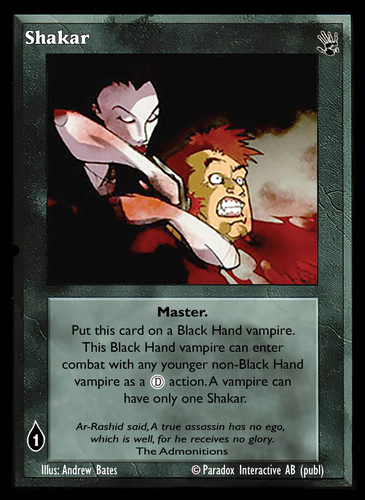 Shakar
Master.
Put this card on a Black Hand vampire.
This Black Hand vampire can enter
combat with any younger non-Black Hand
vampire as a Ⓓ action. A vampire can
have only one Shakar.
Ar-Rashid said, A true assassin has no ego,
which is well, for he receives no glory.
The Admonitions
1
Illus: Andrew Bates
© Paradox Interactive AB (publ)